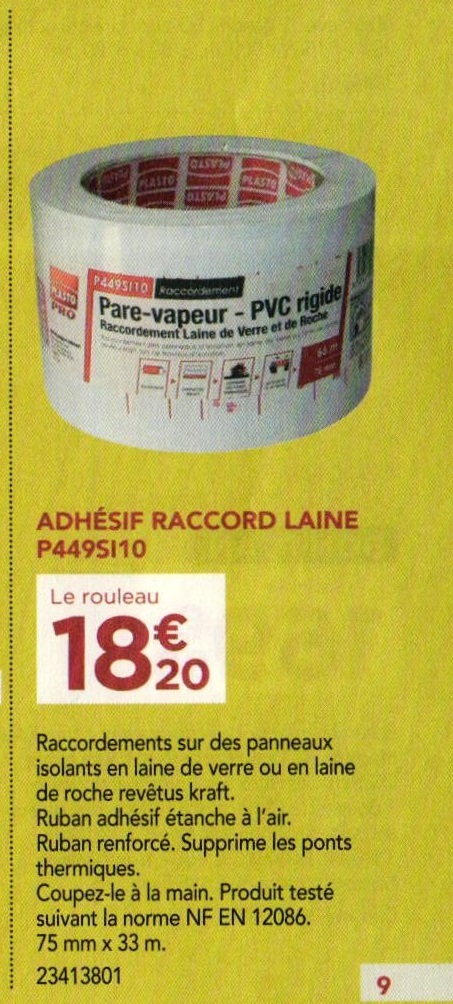 PLASTO PLASTO PLASTO
PLASTO
P449SI10 Raccordement
PLASTO
PRO
Pare-vapeur - PVC rigide
Raccordement Laine de Verre et de Roche
ADHÉSIF RACCORD LAINE
P449SI10
Le rouleau
18€20
Raccordements sur des panneaux
isolants en laine de verre ou en laine
de roche revêtus kraft.
Ruban adhésif étanche à l'air.
Ruban renforcé. Supprime les ponts
thermiques.
Coupez-le à la main. Produit testé
suivant la norme NF EN 12086.
75 mm x 33 m.
23413801
9